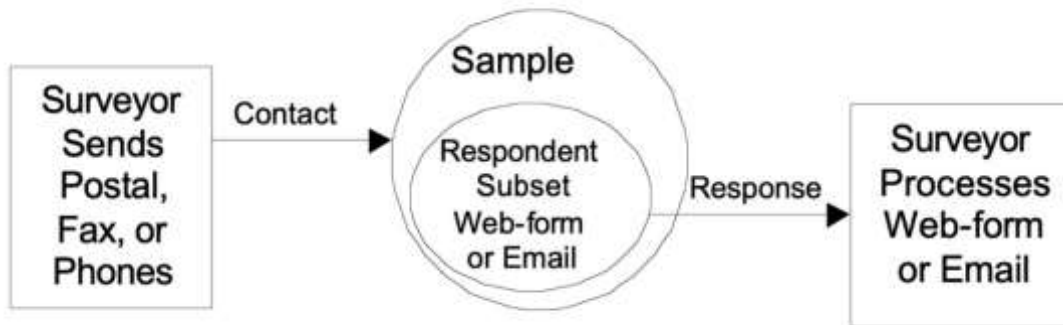 Surveyor
Sends
Postal,
Fax, or
Phones
Contact
Sample
Respondent
Subset
Web-form
or Email
Response
Surveyor
Processes
Web-form
or Email